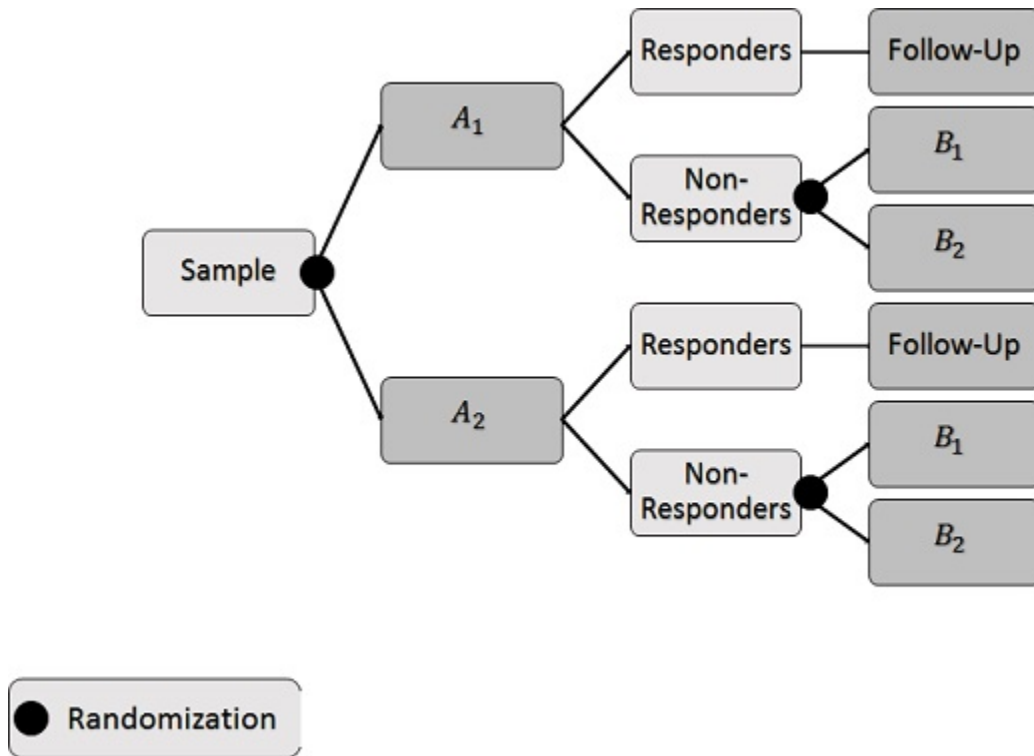 Responders
Follow-Up
A₁
B₁
Non-
Responders
B₂
Sample
Responders
Follow-Up
A₂
B₁
Non-
Responders
B₂
Randomization